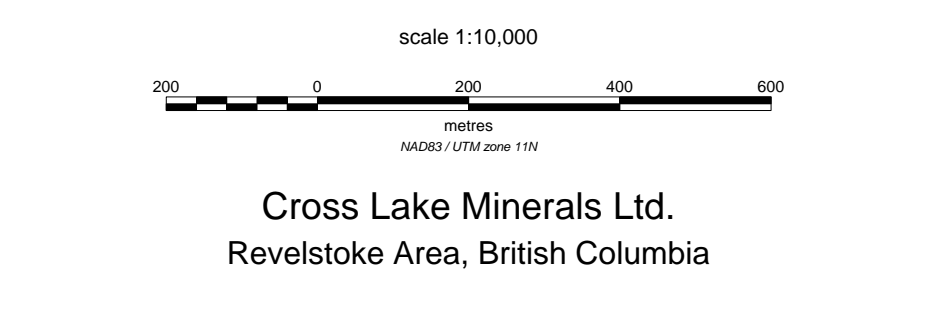 scale 1:10,000
200 0 200 400 600
metres
NAD83 / UTM zone 11N
Cross Lake Minerals Ltd.
Revelstoke Area, British Columbia